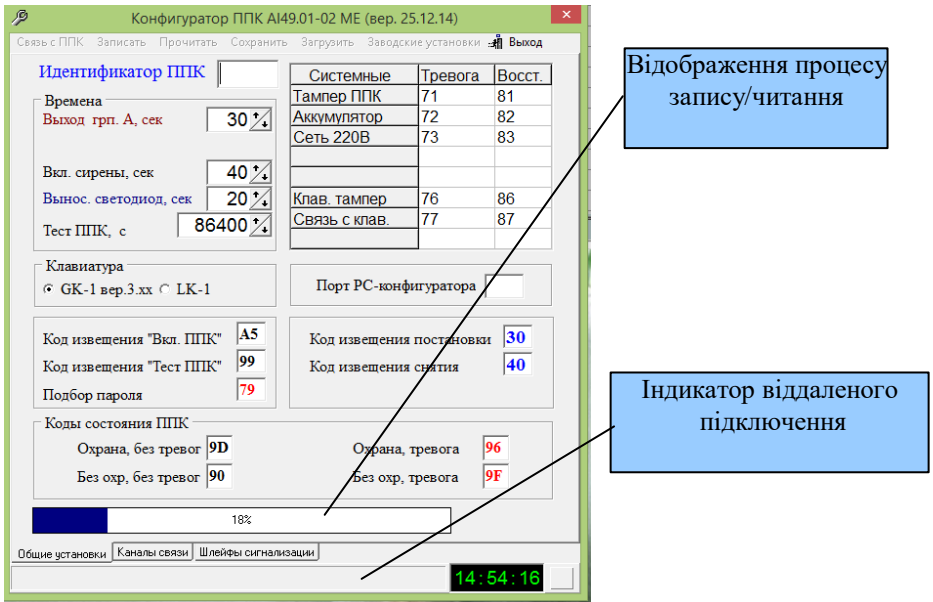 Конфигуратор ППК AI49.01-02 ME (вер. 25.12.14)
Связь с ППК Записать Прочитать Сохранить Загрузить Заводские установки Выход
Идентификатор ППК
Времена
Выход грп. А, сек 30
Вкл. сирены, сек 40
Вынос. светодиод, сек 20
Тест ППК, с 86400
Системные Тревога Восст.
Тампер ППК 71 81
Аккумулятор 72 82
Сеть 220В 73 83
Клав. тампер 76 86
Связь с клав. 77 87
Клавиатура
GK-1 вер.3.xx LK-1
Порт PC-конфигуратора
Код извещения "Вкл. ППК" A5
Код извещения "Тест ППК" 99
Подбор пароля 79
Код извещения постановки 30
Код извещения снятия 40
Коды состояния ППК
Охрана, без тревог 9D Охрана, тревога 96
Без охр, без тревог 90 Без охр, тревога 9F
18%
Общие установки Каналы связи Шлейфы сигнализации
14:54:16
Відображення процесу
запису/читання
Індикатор віддаленого
підключення